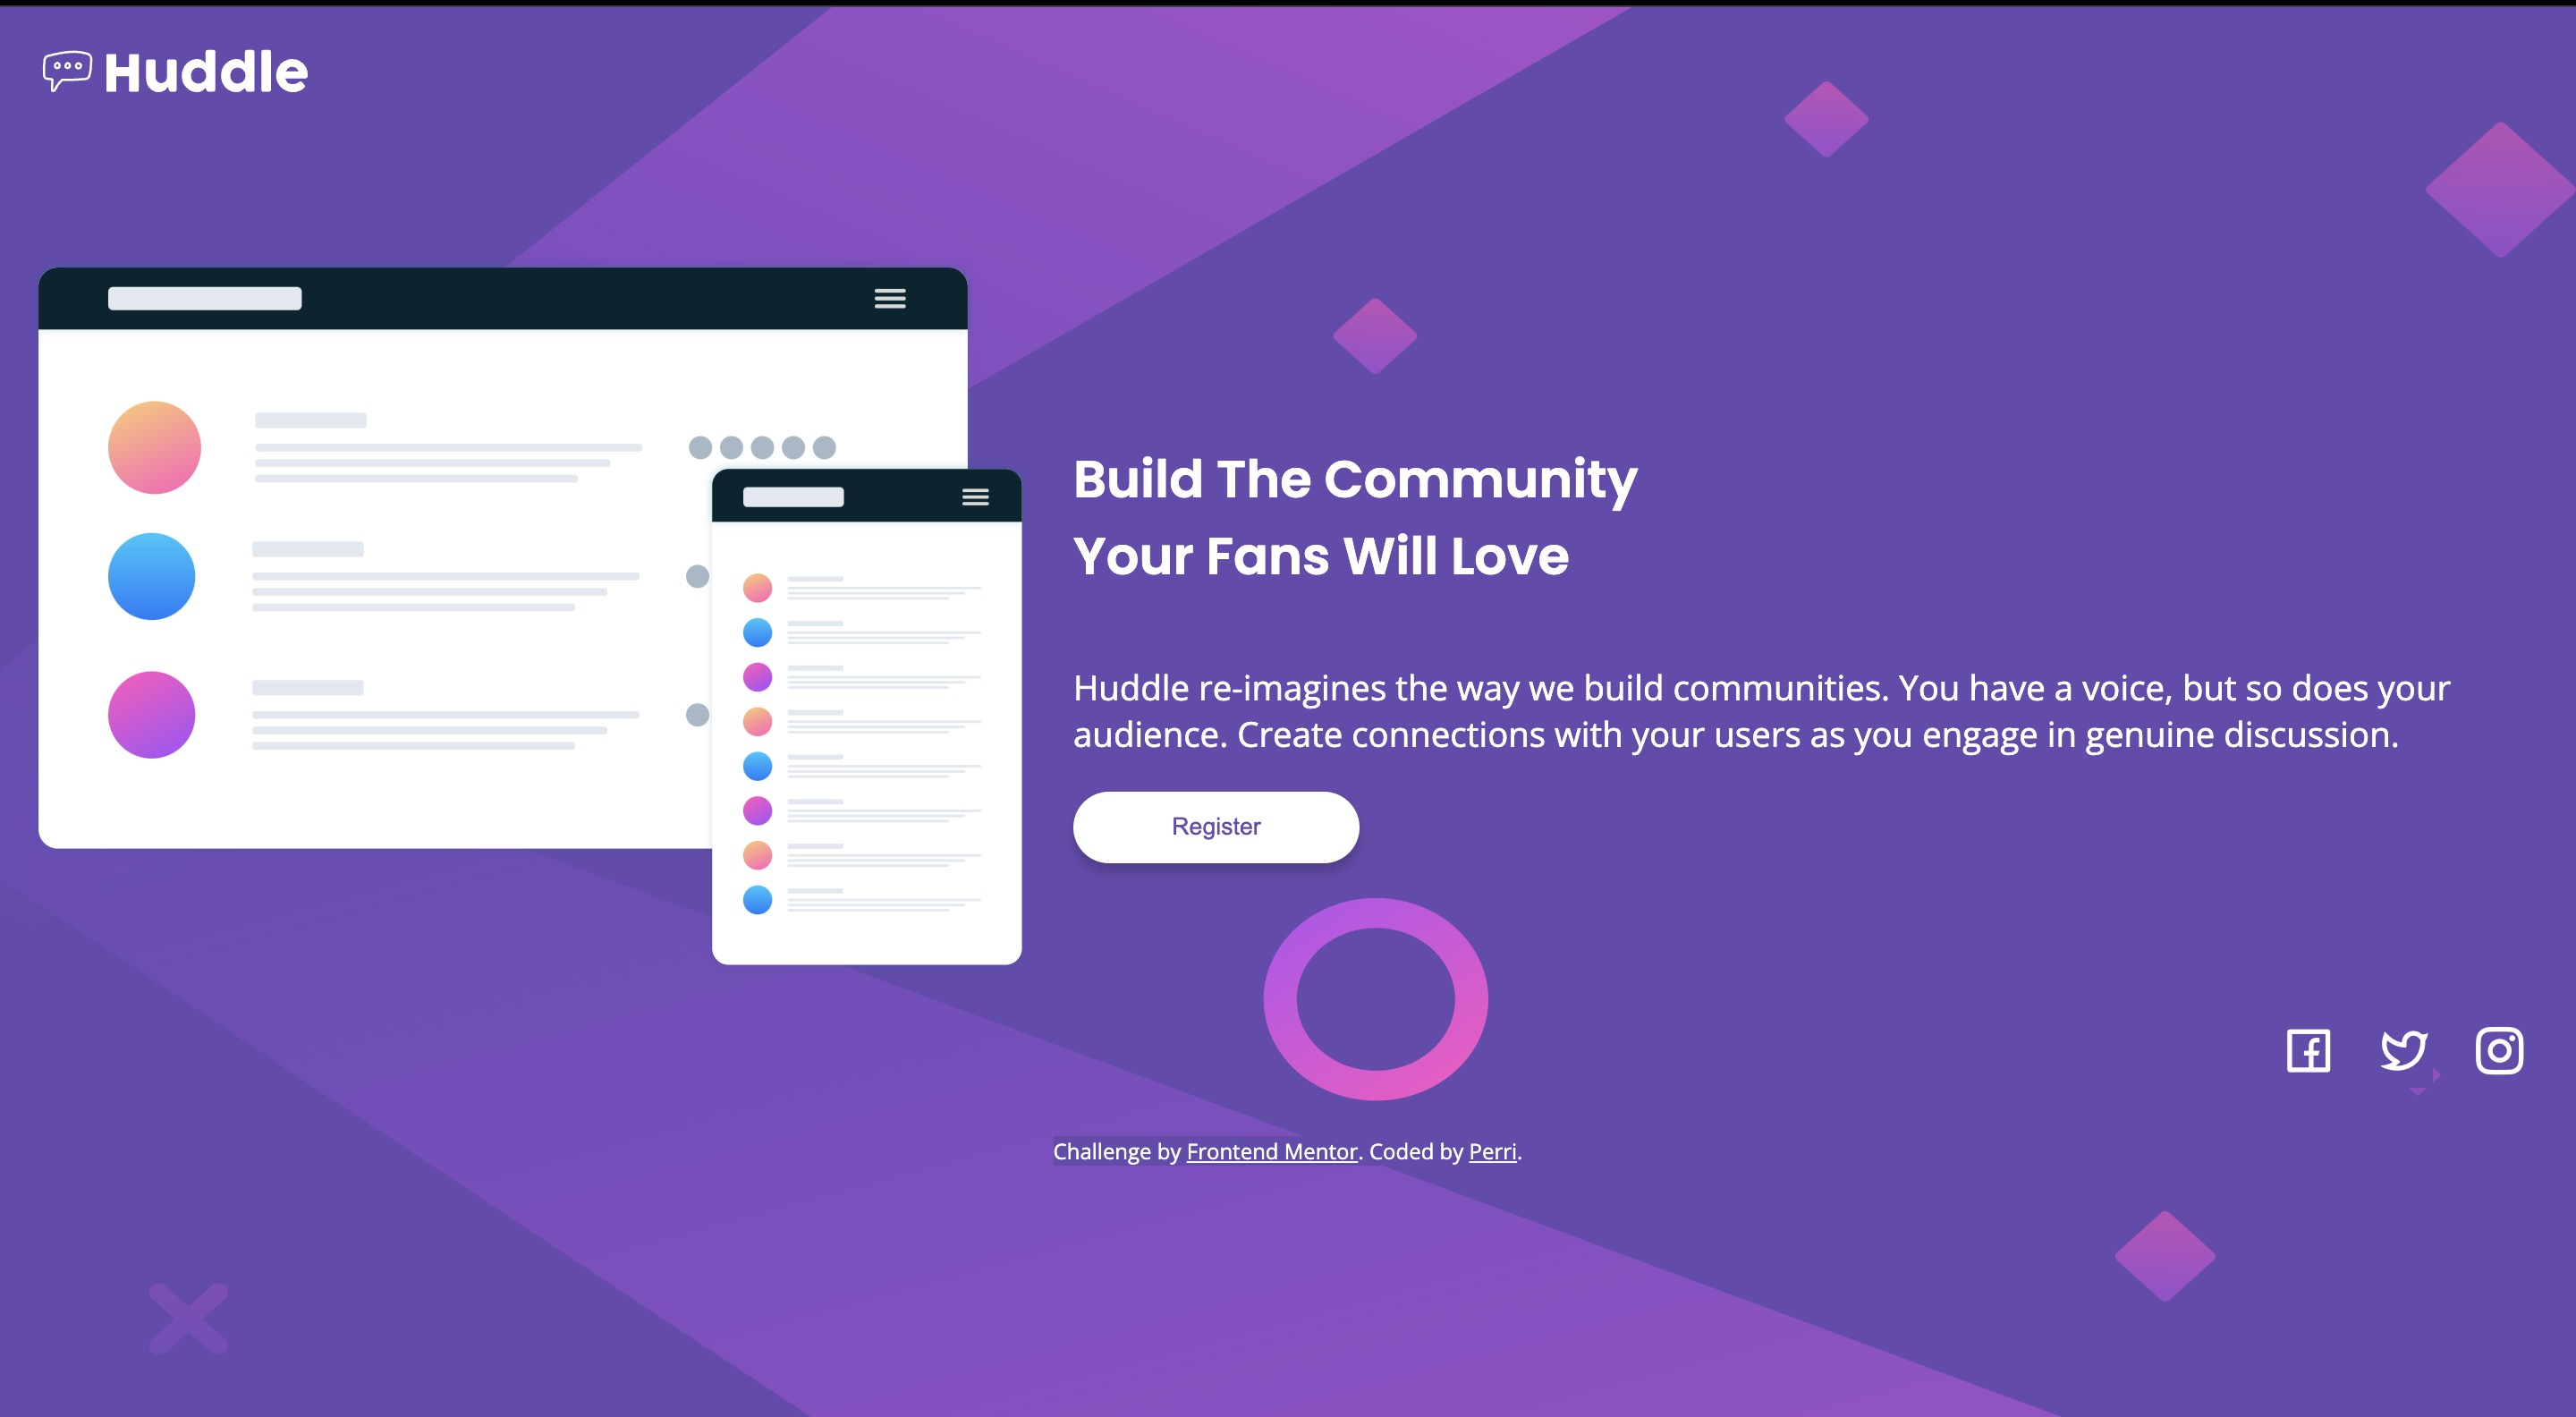 Huddle
Build The Community
Your Fans Will Love
Huddle re-imagines the way we build communities. You have a voice, but so does your
audience. Create connections with your users as you engage in genuine discussion.
Register
Challenge by Frontend Mentor. Coded by Perri.